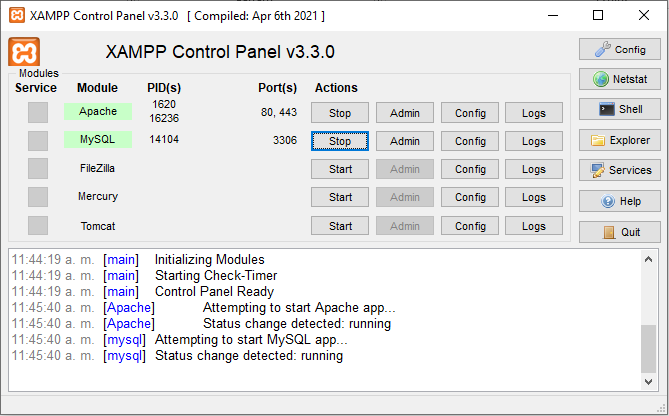 XAMPP Control Panel v3.3.0 [ Compiled: Apr 6th 2021 ]
XAMPP Control Panel v3.3.0
Config
Modules
Service Module PID(s) Port(s) Actions
Netstat
Apache 1620 16236 80, 443 Stop Admin Config Logs
Shell
MySQL 14104 3306 Stop Admin Config Logs
Explorer
FileZilla Start Admin Config Logs
Services
Mercury Start Admin Config Logs
Help
Tomcat Start Admin Config Logs
Quit
11:44:19 a. m. [main] Initializing Modules
11:44:19 a. m. [main] Starting Check-Timer
11:44:19 a. m. [main] Control Panel Ready
11:45:40 a. m. [Apache] Attempting to start Apache app...
11:45:40 a. m. [Apache] Status change detected: running
11:45:40 a. m. [mysql] Attempting to start MySQL app...
11:45:40 a. m. [mysql] Status change detected: running